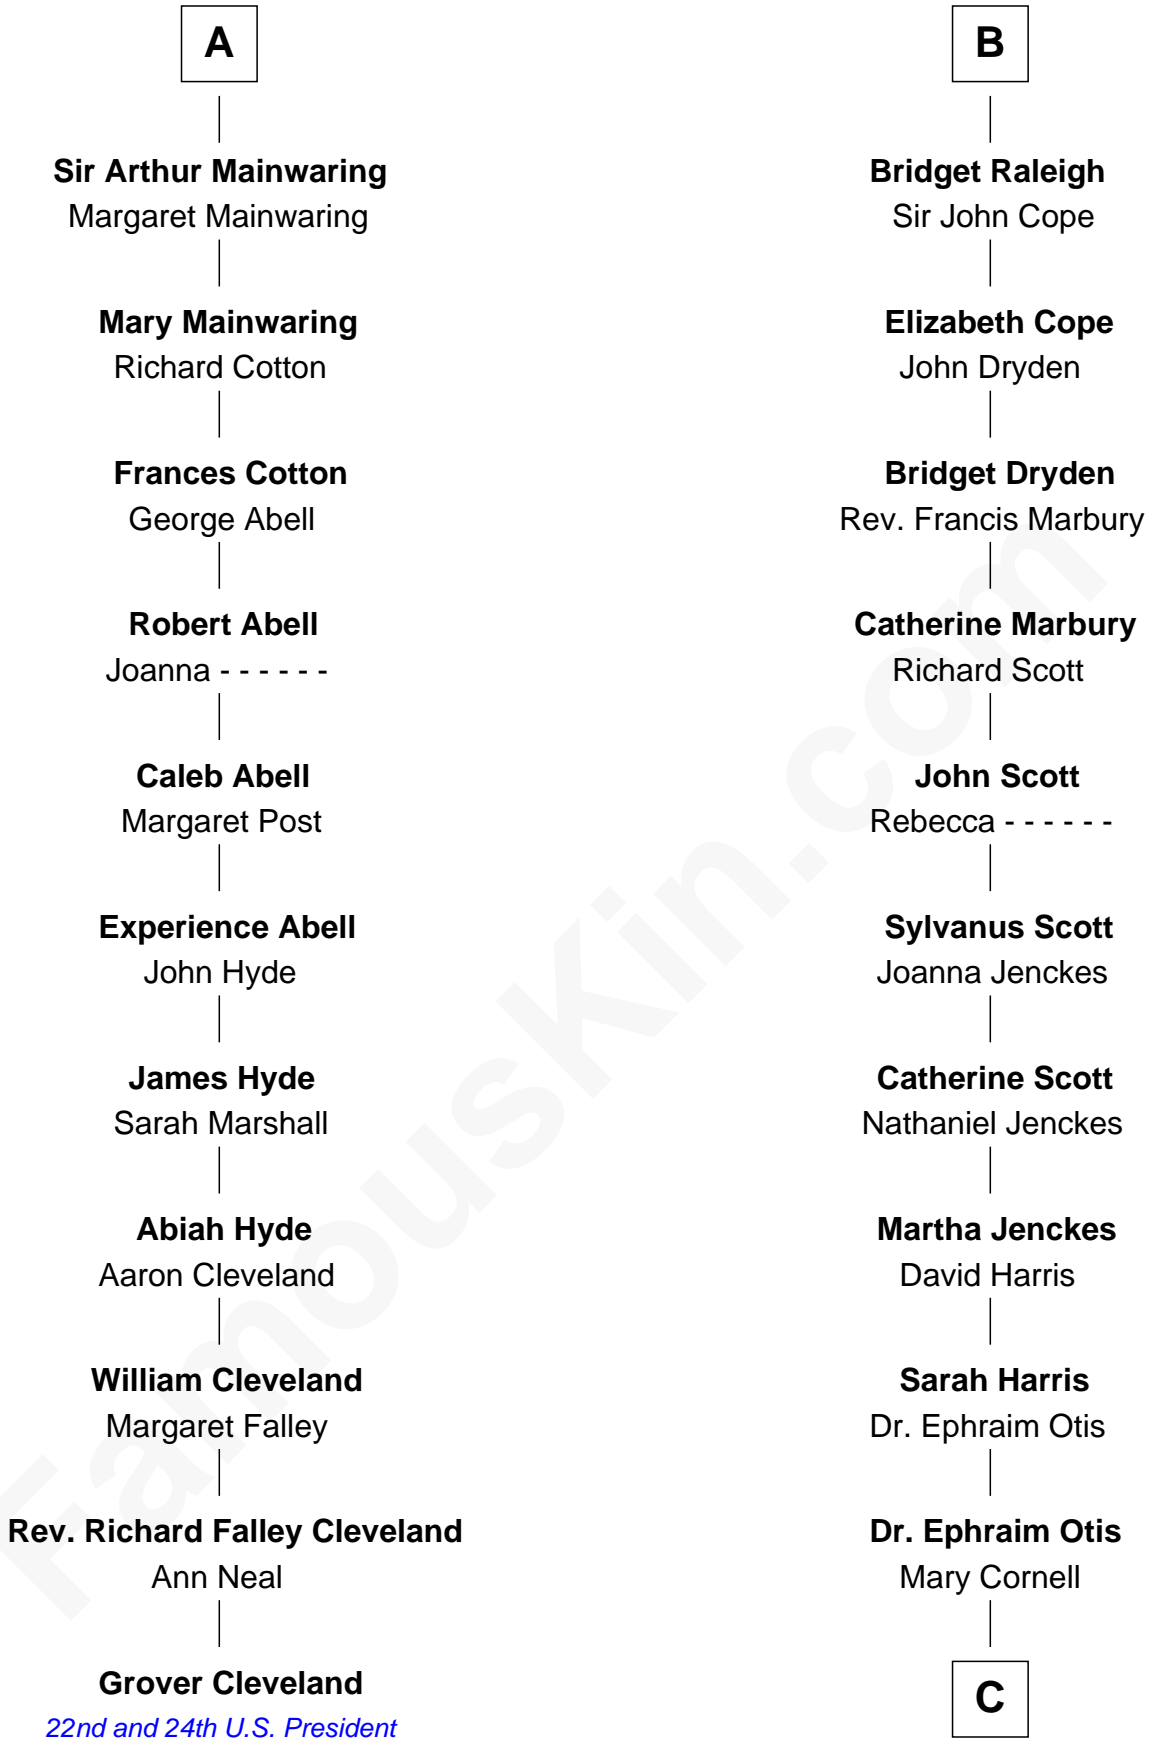 A
Sir Arthur Mainwaring
Margaret Mainwaring
Mary Mainwaring
Richard Cotton
Frances Cotton
George Abell
Robert Abell
Joanna - - - - - -
Caleb Abell
Margaret Post
Experience Abell
John Hyde
James Hyde
Sarah Marshall
Abiah Hyde
Aaron Cleveland
William Cleveland
Margaret Falley
Rev. Richard Falley Cleveland
Ann Neal
Grover Cleveland
22nd and 24th U.S. President
B
Bridget Raleigh
Sir John Cope
Elizabeth Cope
John Dryden
Bridget Dryden
Rev. Francis Marbury
Catherine Marbury
Richard Scott
John Scott
Rebecca - - - - - -
Sylvanus Scott
Joanna Jenckes
Catherine Scott
Nathaniel Jenckes
Martha Jenckes
David Harris
Sarah Harris
Dr. Ephraim Otis
Dr. Ephraim Otis
Mary Cornell
C
FamousKin.com